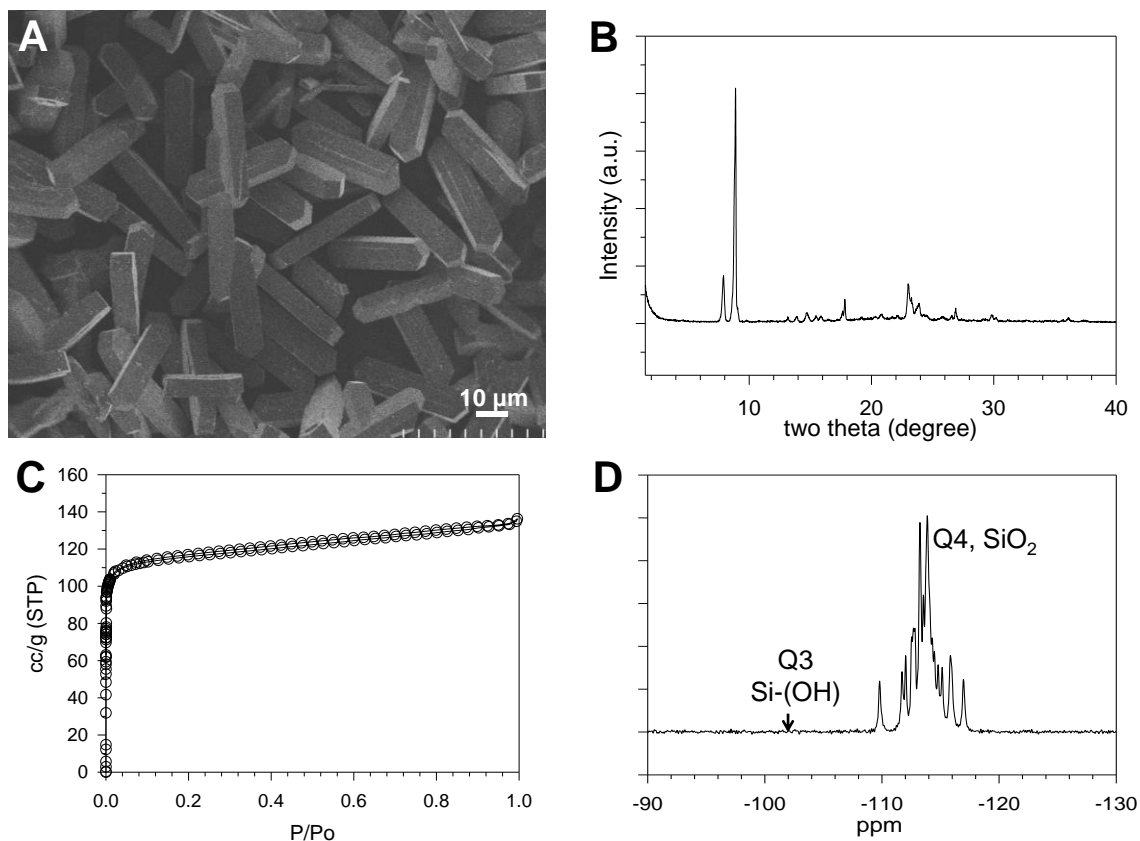 A
10 µm
B
Intensity (a.u.)
10
20
30
40
two theta (degree)
C
160
140
120
100
80
60
40
20
0
cc/g (STP)
0.0
0.2
0.4
0.6
0.8
1.0
P/Po
D
Q4, SiO₂
Q3
Si-(OH)
-90
-100
-110
-120
-130
ppm